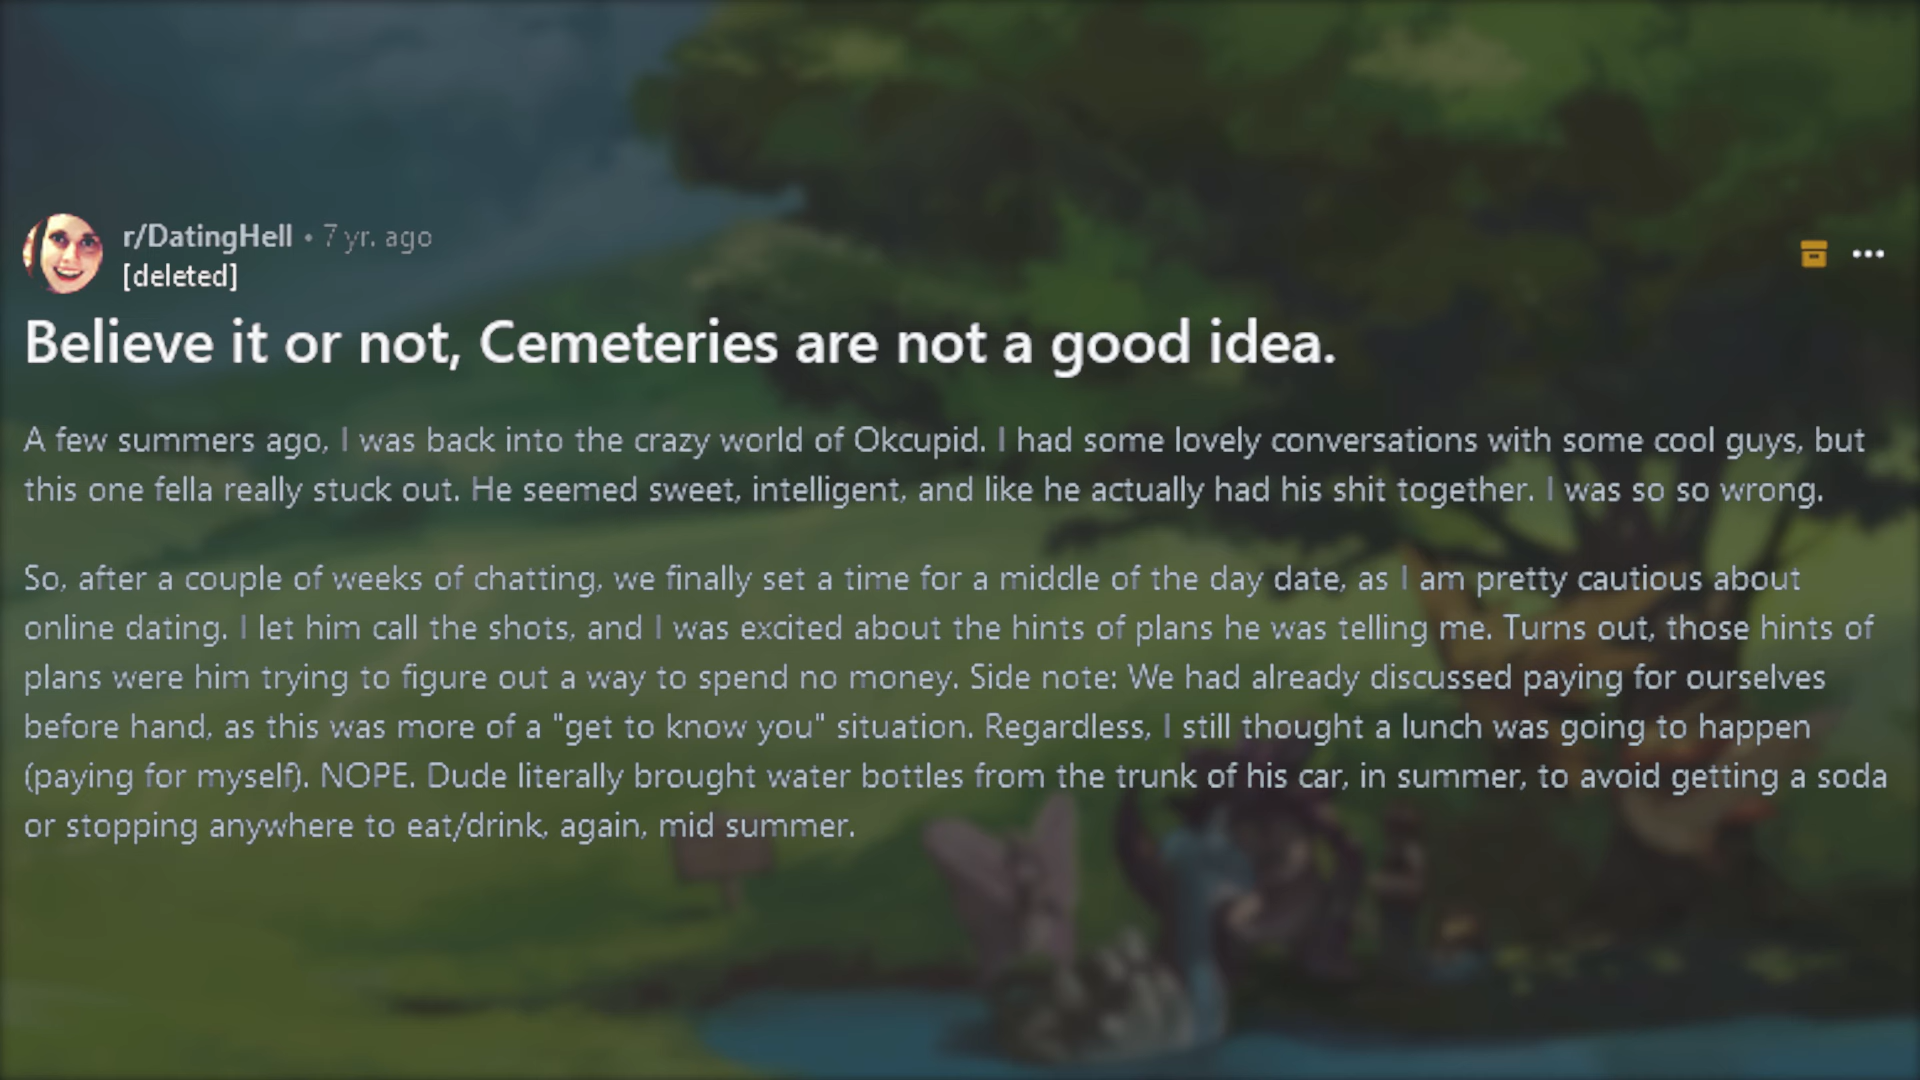 r/DatingHell • 7 yr. ago
[deleted]
Believe it or not, Cemeteries are not a good idea.
A few summers ago, I was back into the crazy world of Okcupid. I had some lovely conversations with some cool guys, but
this one fella really stuck out. He seemed sweet, intelligent, and like he actually had his shit together. I was so so wrong.
So, after a couple of weeks of chatting, we finally set a time for a middle of the day date, as I am pretty cautious about
online dating. I let him call the shots, and I was excited about the hints of plans he was telling me. Turns out, those hints of
plans were him trying to figure out a way to spend no money. Side note: We had already discussed paying for ourselves
before hand, as this was more of a "get to know you" situation. Regardless, I still thought a lunch was going to happen
(paying for myself). NOPE. Dude literally brought water bottles from the trunk of his car, in summer, to avoid getting a soda
or stopping anywhere to eat/drink, again, mid summer.